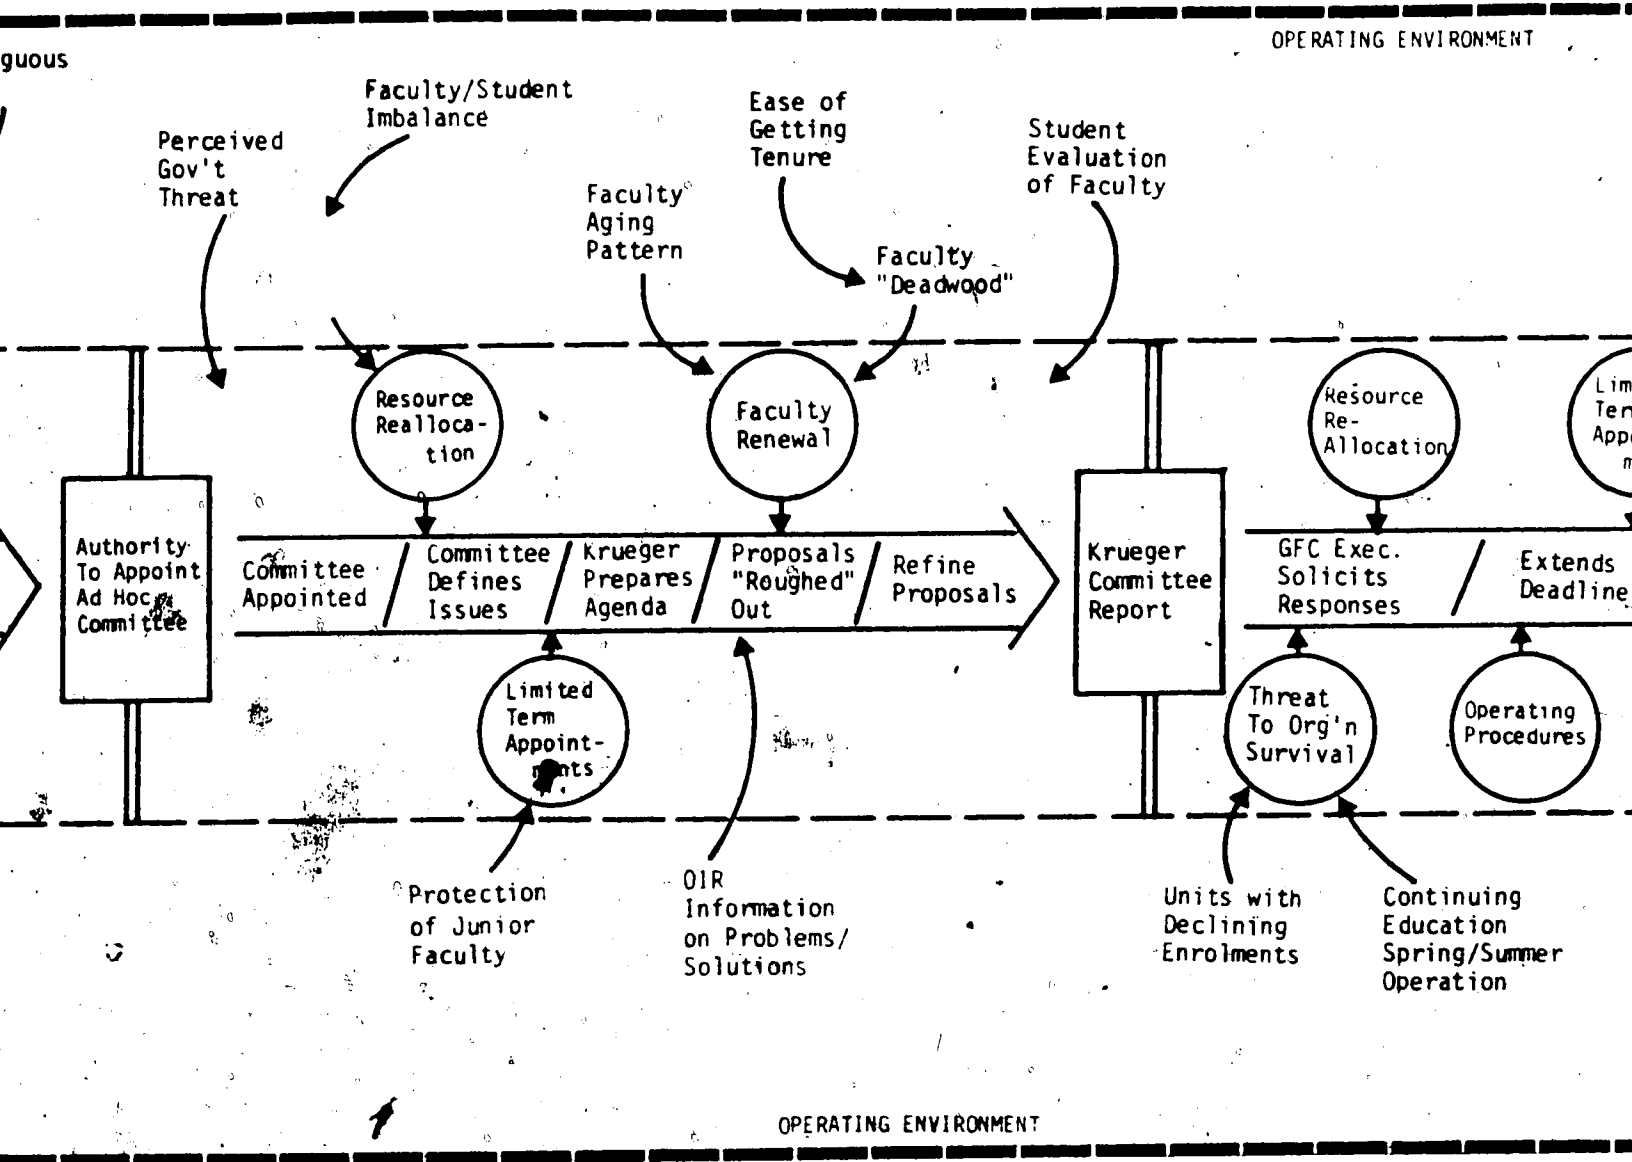 OPERATING ENVIRONMENT
guous
Faculty/Student
Imbalance
Perceived
Gov't
Threat
Ease of
Getting
Tenure
Student
Evaluation
of Faculty
Faculty
Aging
Pattern
Faculty
"Deadwood"
Resource
Realloca-
tion
Faculty
Renewal
Resource
Re-
Allocation
Lim
Ter
Appo
m
Authority
To Appoint
Ad Hoc
Committee
Committee
Appointed
Committee
Defines
Issues
Krueger
Prepares
Agenda
Proposals
"Roughed"
Out
Refine
Proposals
Krueger
Committee
Report
GFC Exec.
Solicits
Responses
Extends
Deadline
Limited
Term
Appoint-
ments
Threat
To Org'n
Survival
Operating
Procedures
Protection
of Junior
Faculty
OIR
Information
on Problems/
Solutions
Units with
Declining
Enrolments
Continuing
Education
Spring/Summer
Operation
OPERATING ENVIRONMENT